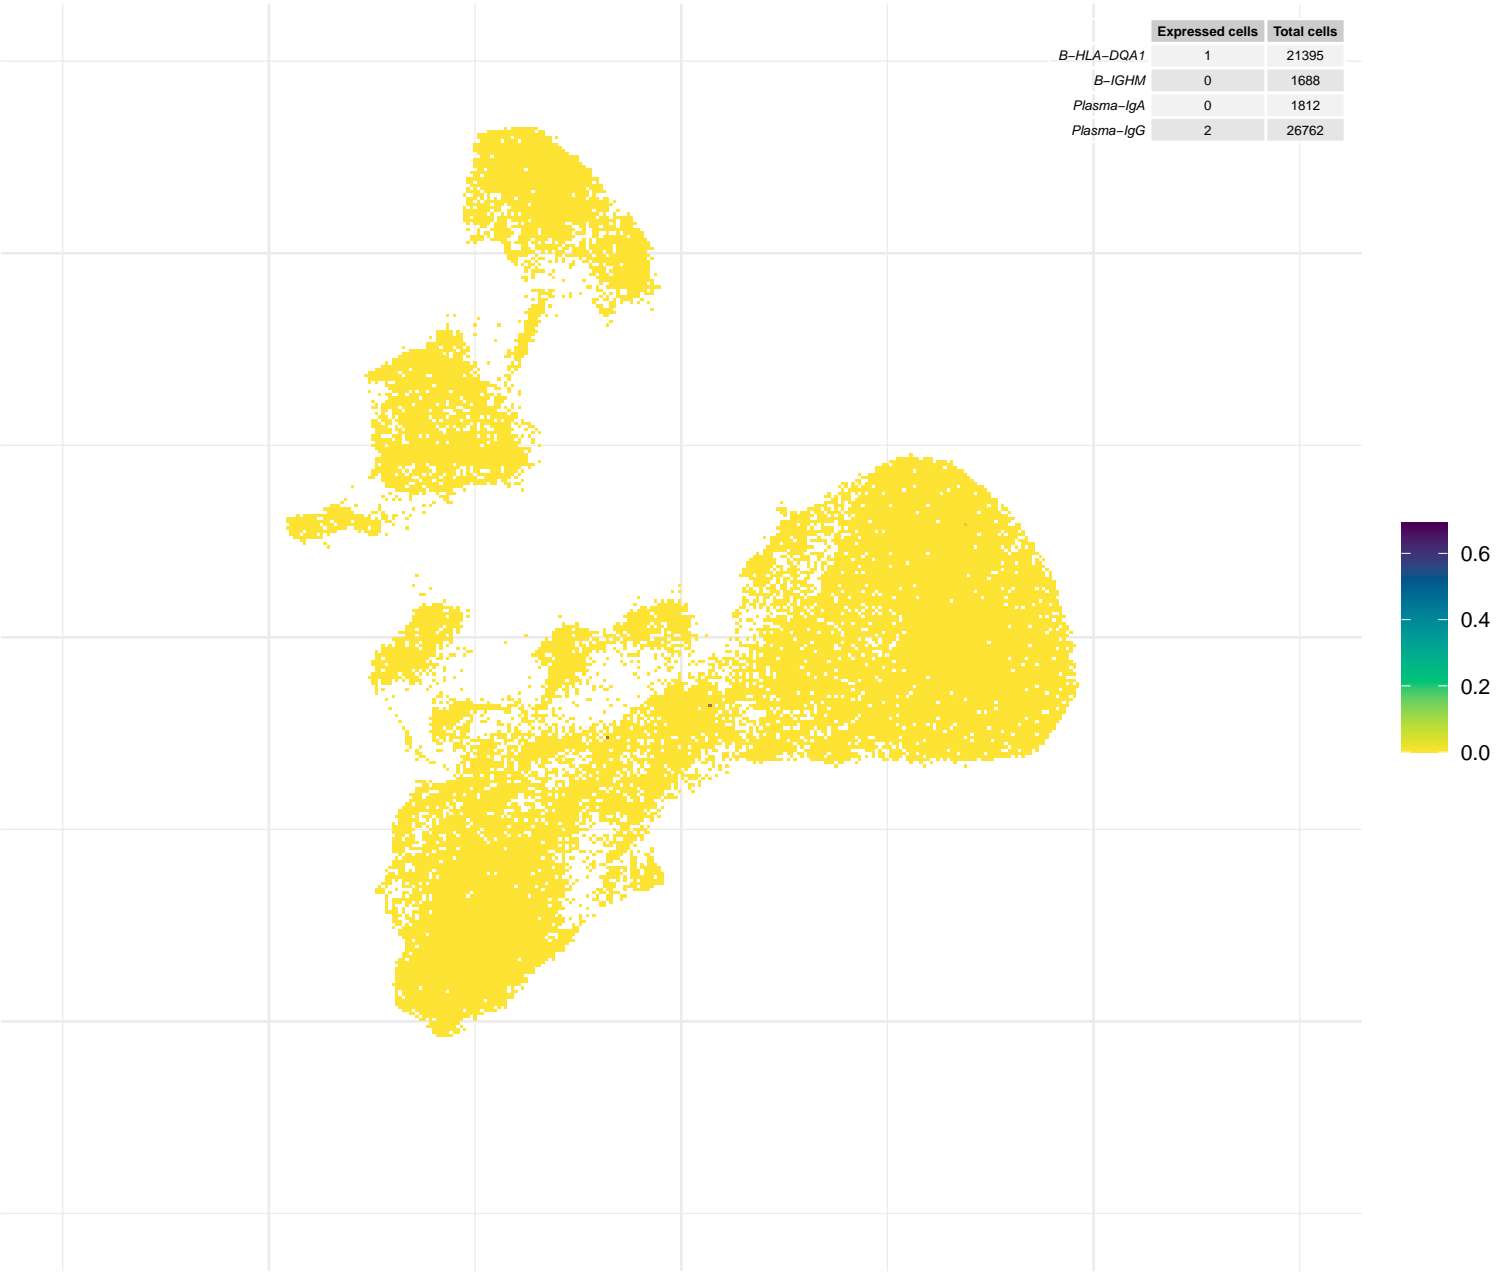 Expressed cells Total cells
B−HLA−DQA1 1 21395
B−IGHM 0 1688
Plasma−IgA 0 1812
Plasma−IgG 2 26762
0.6
0.4
0.2
0.0